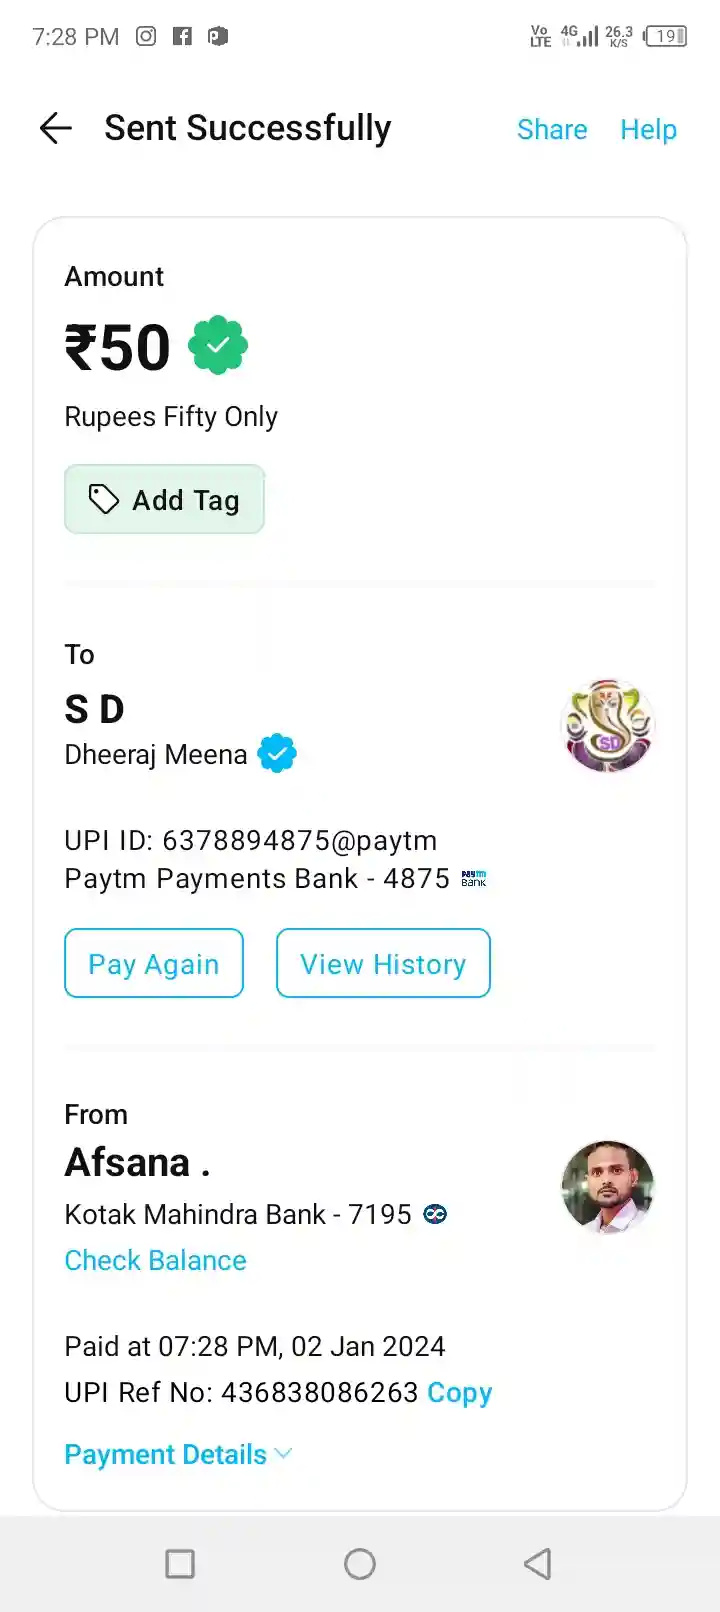 7:28 PM
Vo LTE 4G 26.3 K/S 19
Sent Successfully Share Help
Amount
₹50
Rupees Fifty Only
Add Tag
To
S D
SD
Dheeraj Meena
UPI ID: 6378894875@paytm
Paytm Payments Bank - 4875 paytm BANK
Pay Again View History
From
Afsana .
Kotak Mahindra Bank - 7195
Check Balance
Paid at 07:28 PM, 02 Jan 2024
UPI Ref No: 436838086263 Copy
Payment Details